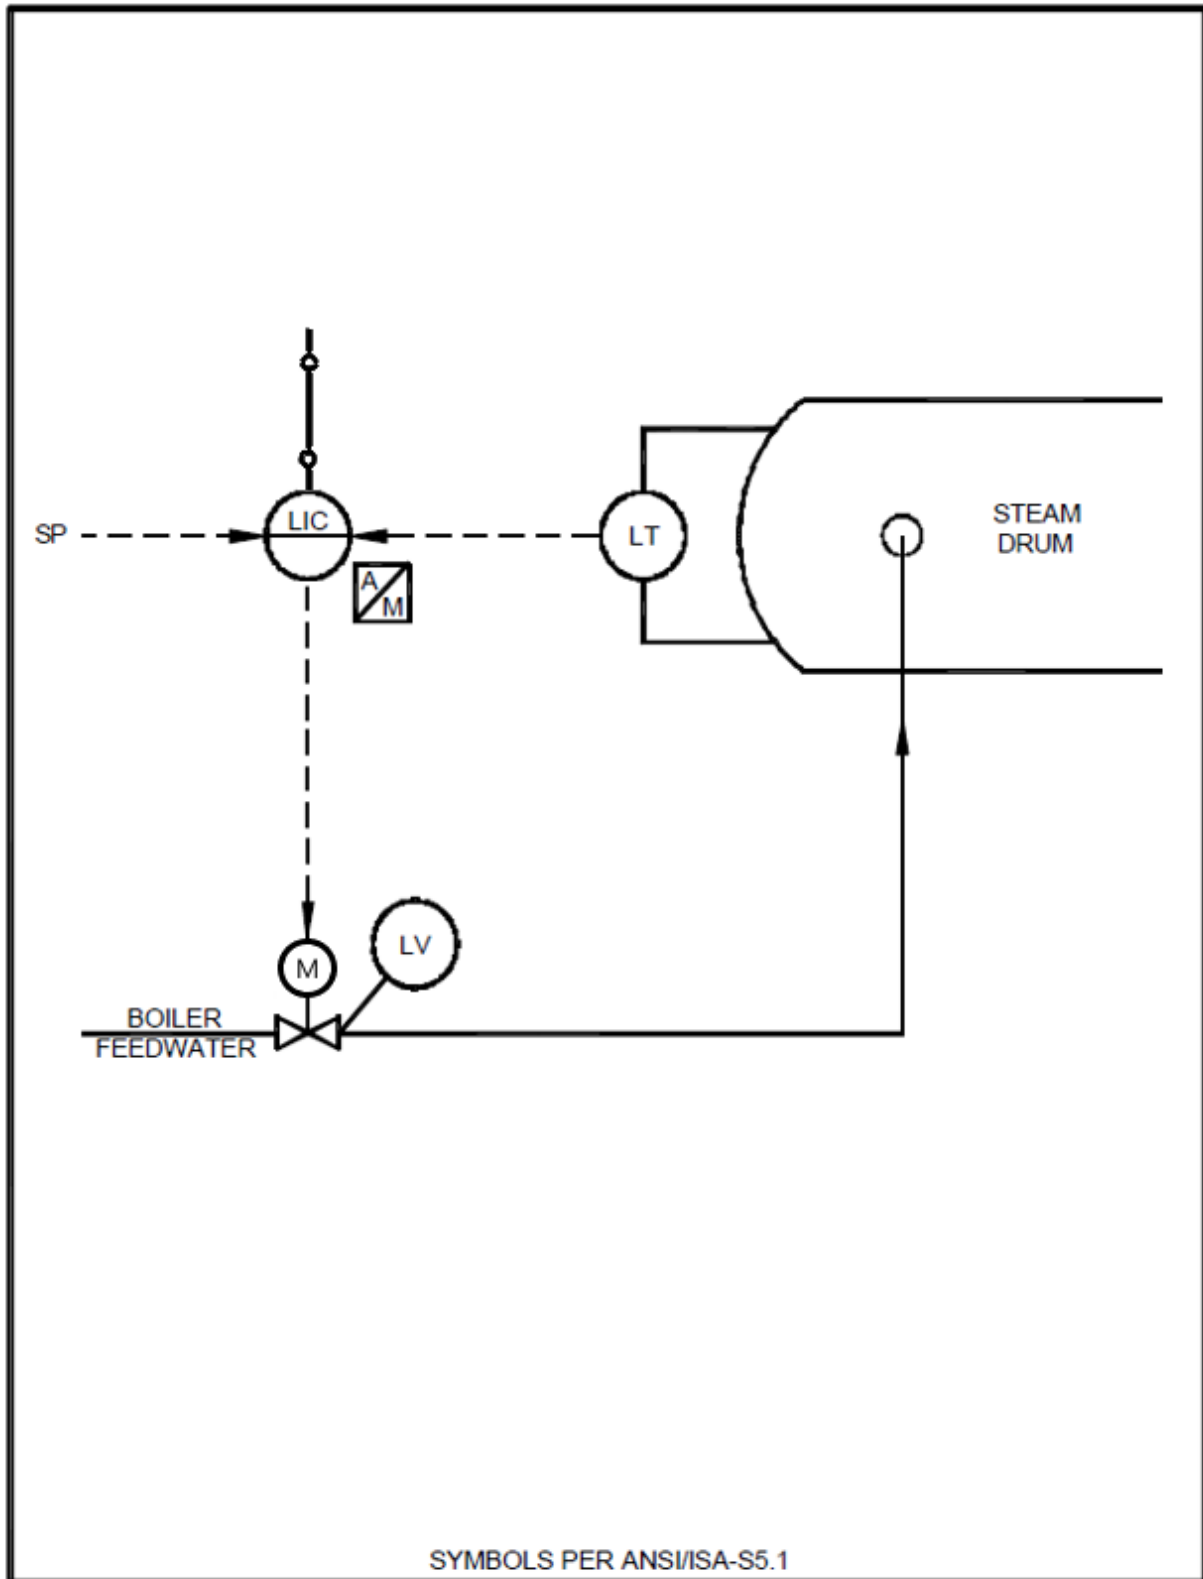 LIC
SP
LT
STEAM
DRUM
A
M
LV
M
BOILER
FEEDWATER
SYMBOLS PER ANSI/ISA-S5.1